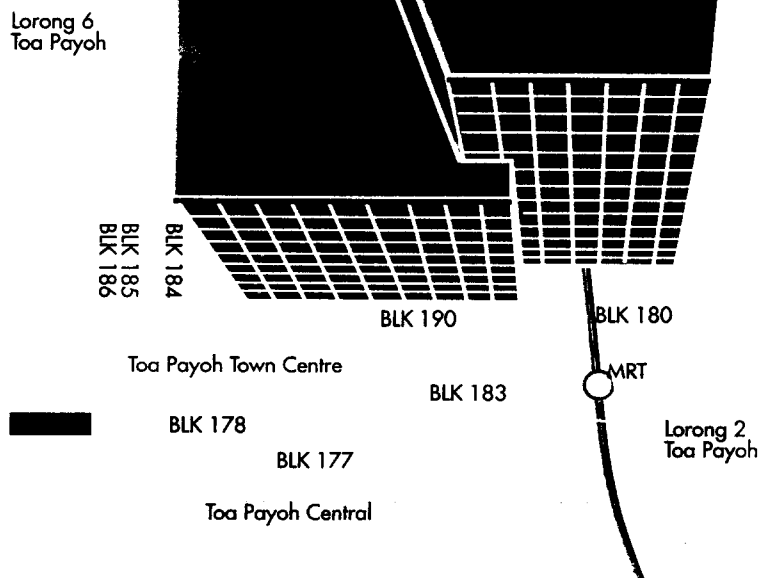 Lorong 6
Toa Payoh
BLK 186
BLK 185
BLK 184
BLK 190
BLK 180
Toa Payoh Town Centre
MRT
BLK 183
BLK 178
Lorong 2
Toa Payoh
BLK 177
Toa Payoh Central